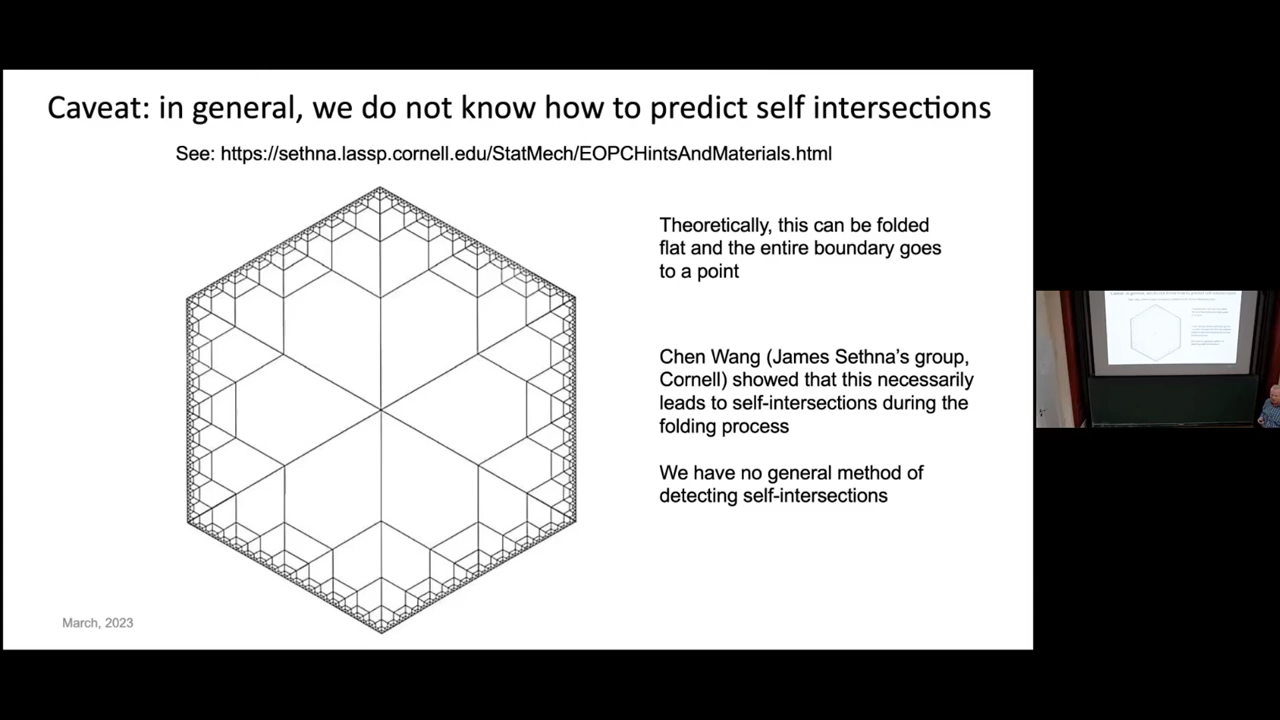 Caveat: in general, we do not know how to predict self intersections
See: https://sethna.lassp.cornell.edu/StatMech/EOPCHintsAndMaterials.html
Theoretically, this can be folded
flat and the entire boundary goes
to a point
Chen Wang (James Sethna’s group,
Cornell) showed that this necessarily
leads to self-intersections during the
folding process
We have no general method of
detecting self-intersections
March, 2023